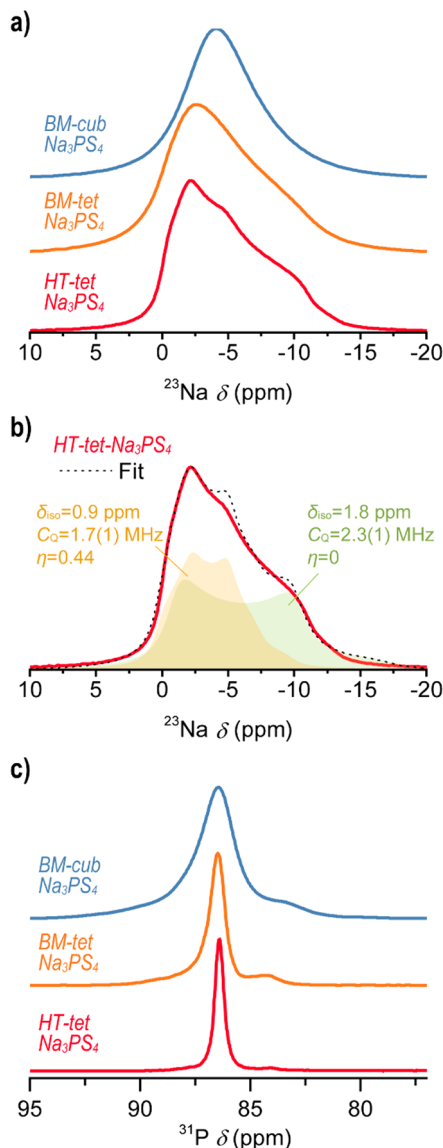 a)
BM-cub
Na₃PS₄
BM-tet
Na₃PS₄
HT-tet
Na₃PS₄
10 5 0 -5 -10 -15 -20
²³Na δ (ppm)
b)
HT-tet-Na₃PS₄
Fit
δiso=0.9 ppm
CQ=1.7(1) MHz
η=0.44
δiso=1.8 ppm
CQ=2.3(1) MHz
η=0
10 5 0 -5 -10 -15 -20
²³Na δ (ppm)
c)
BM-cub
Na₃PS₄
BM-tet
Na₃PS₄
HT-tet
Na₃PS₄
95 90 85 80
³¹P δ (ppm)